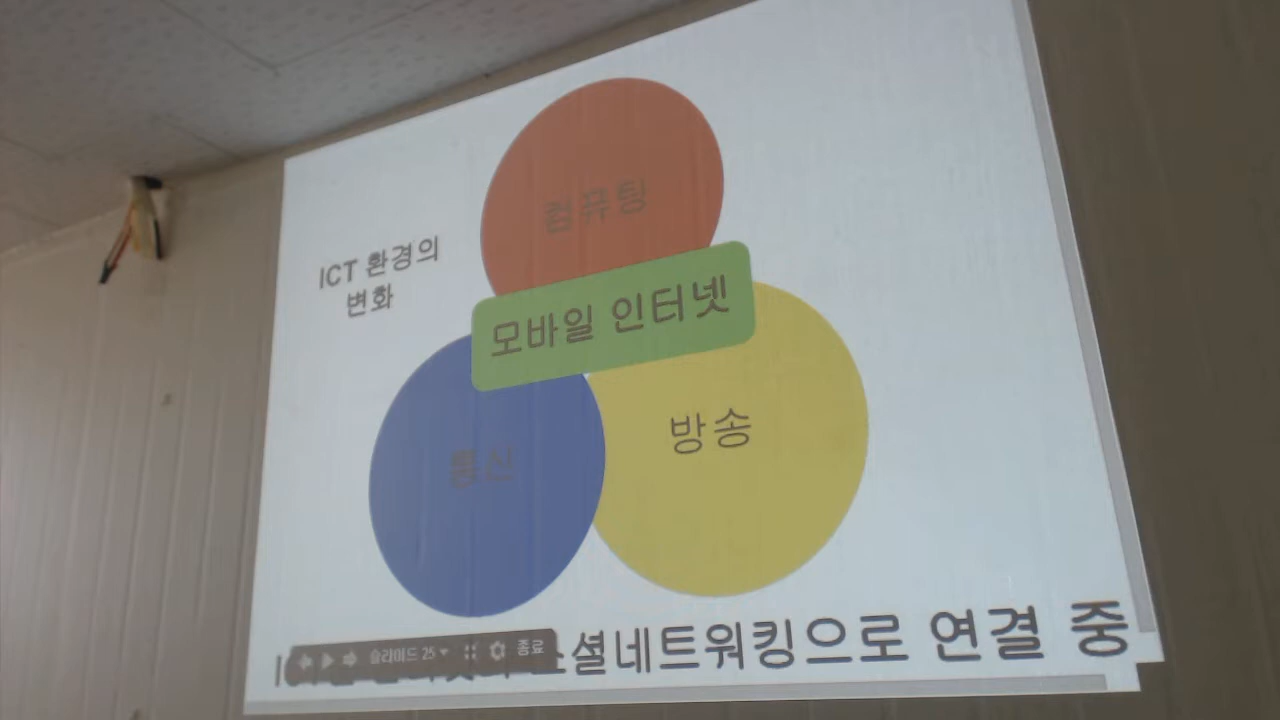 컴퓨팅
ICT 환경의
변화
모바일 인터넷
방송
통신
소셜네트워킹으로 연결 중
슬라이드 25
종료